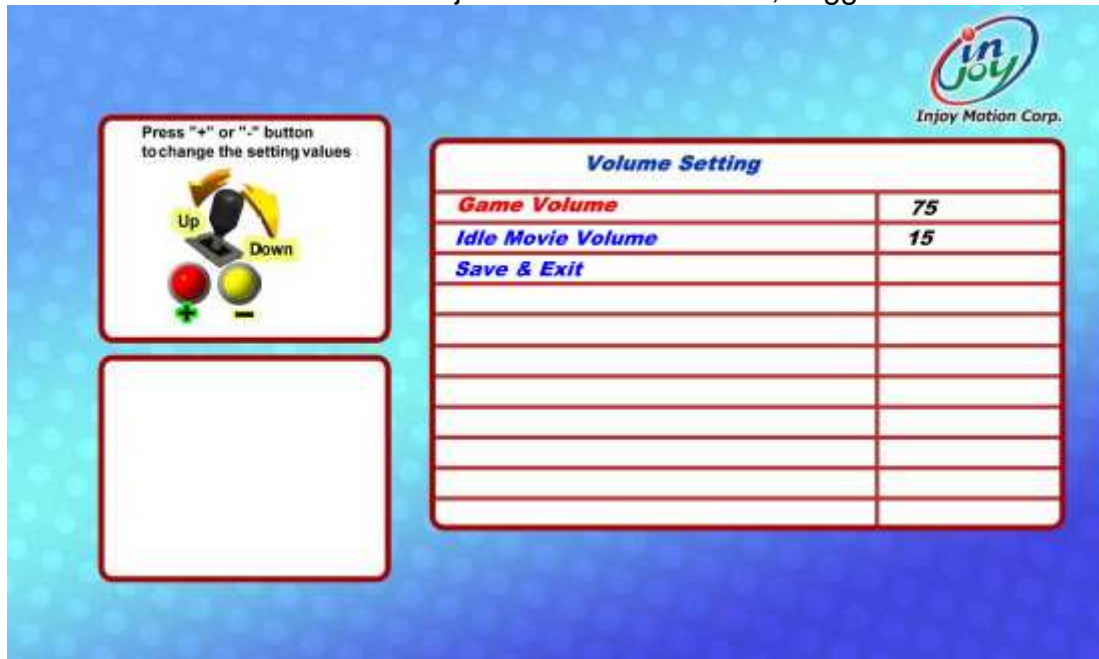 in
joy
Injoy Motion Corp.
Press "+" or "-" button
to change the setting values
Up
Down
+ -
Volume Setting
Game Volume 75
Idle Movie Volume 15
Save & Exit